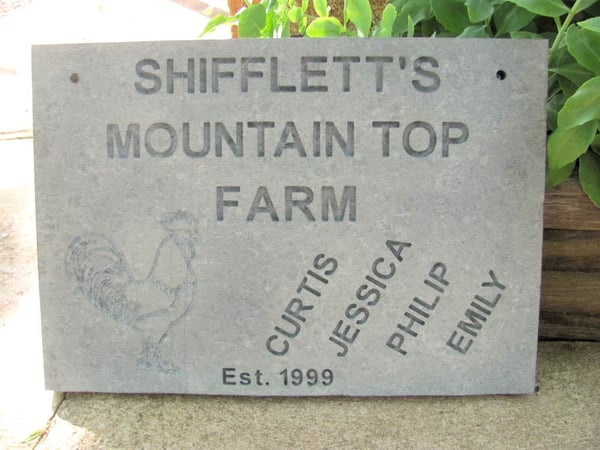 SHIFFLETT'S
MOUNTAIN TOP
FARM
CURTIS
JESSICA
PHILIP
EMILY
Est. 1999